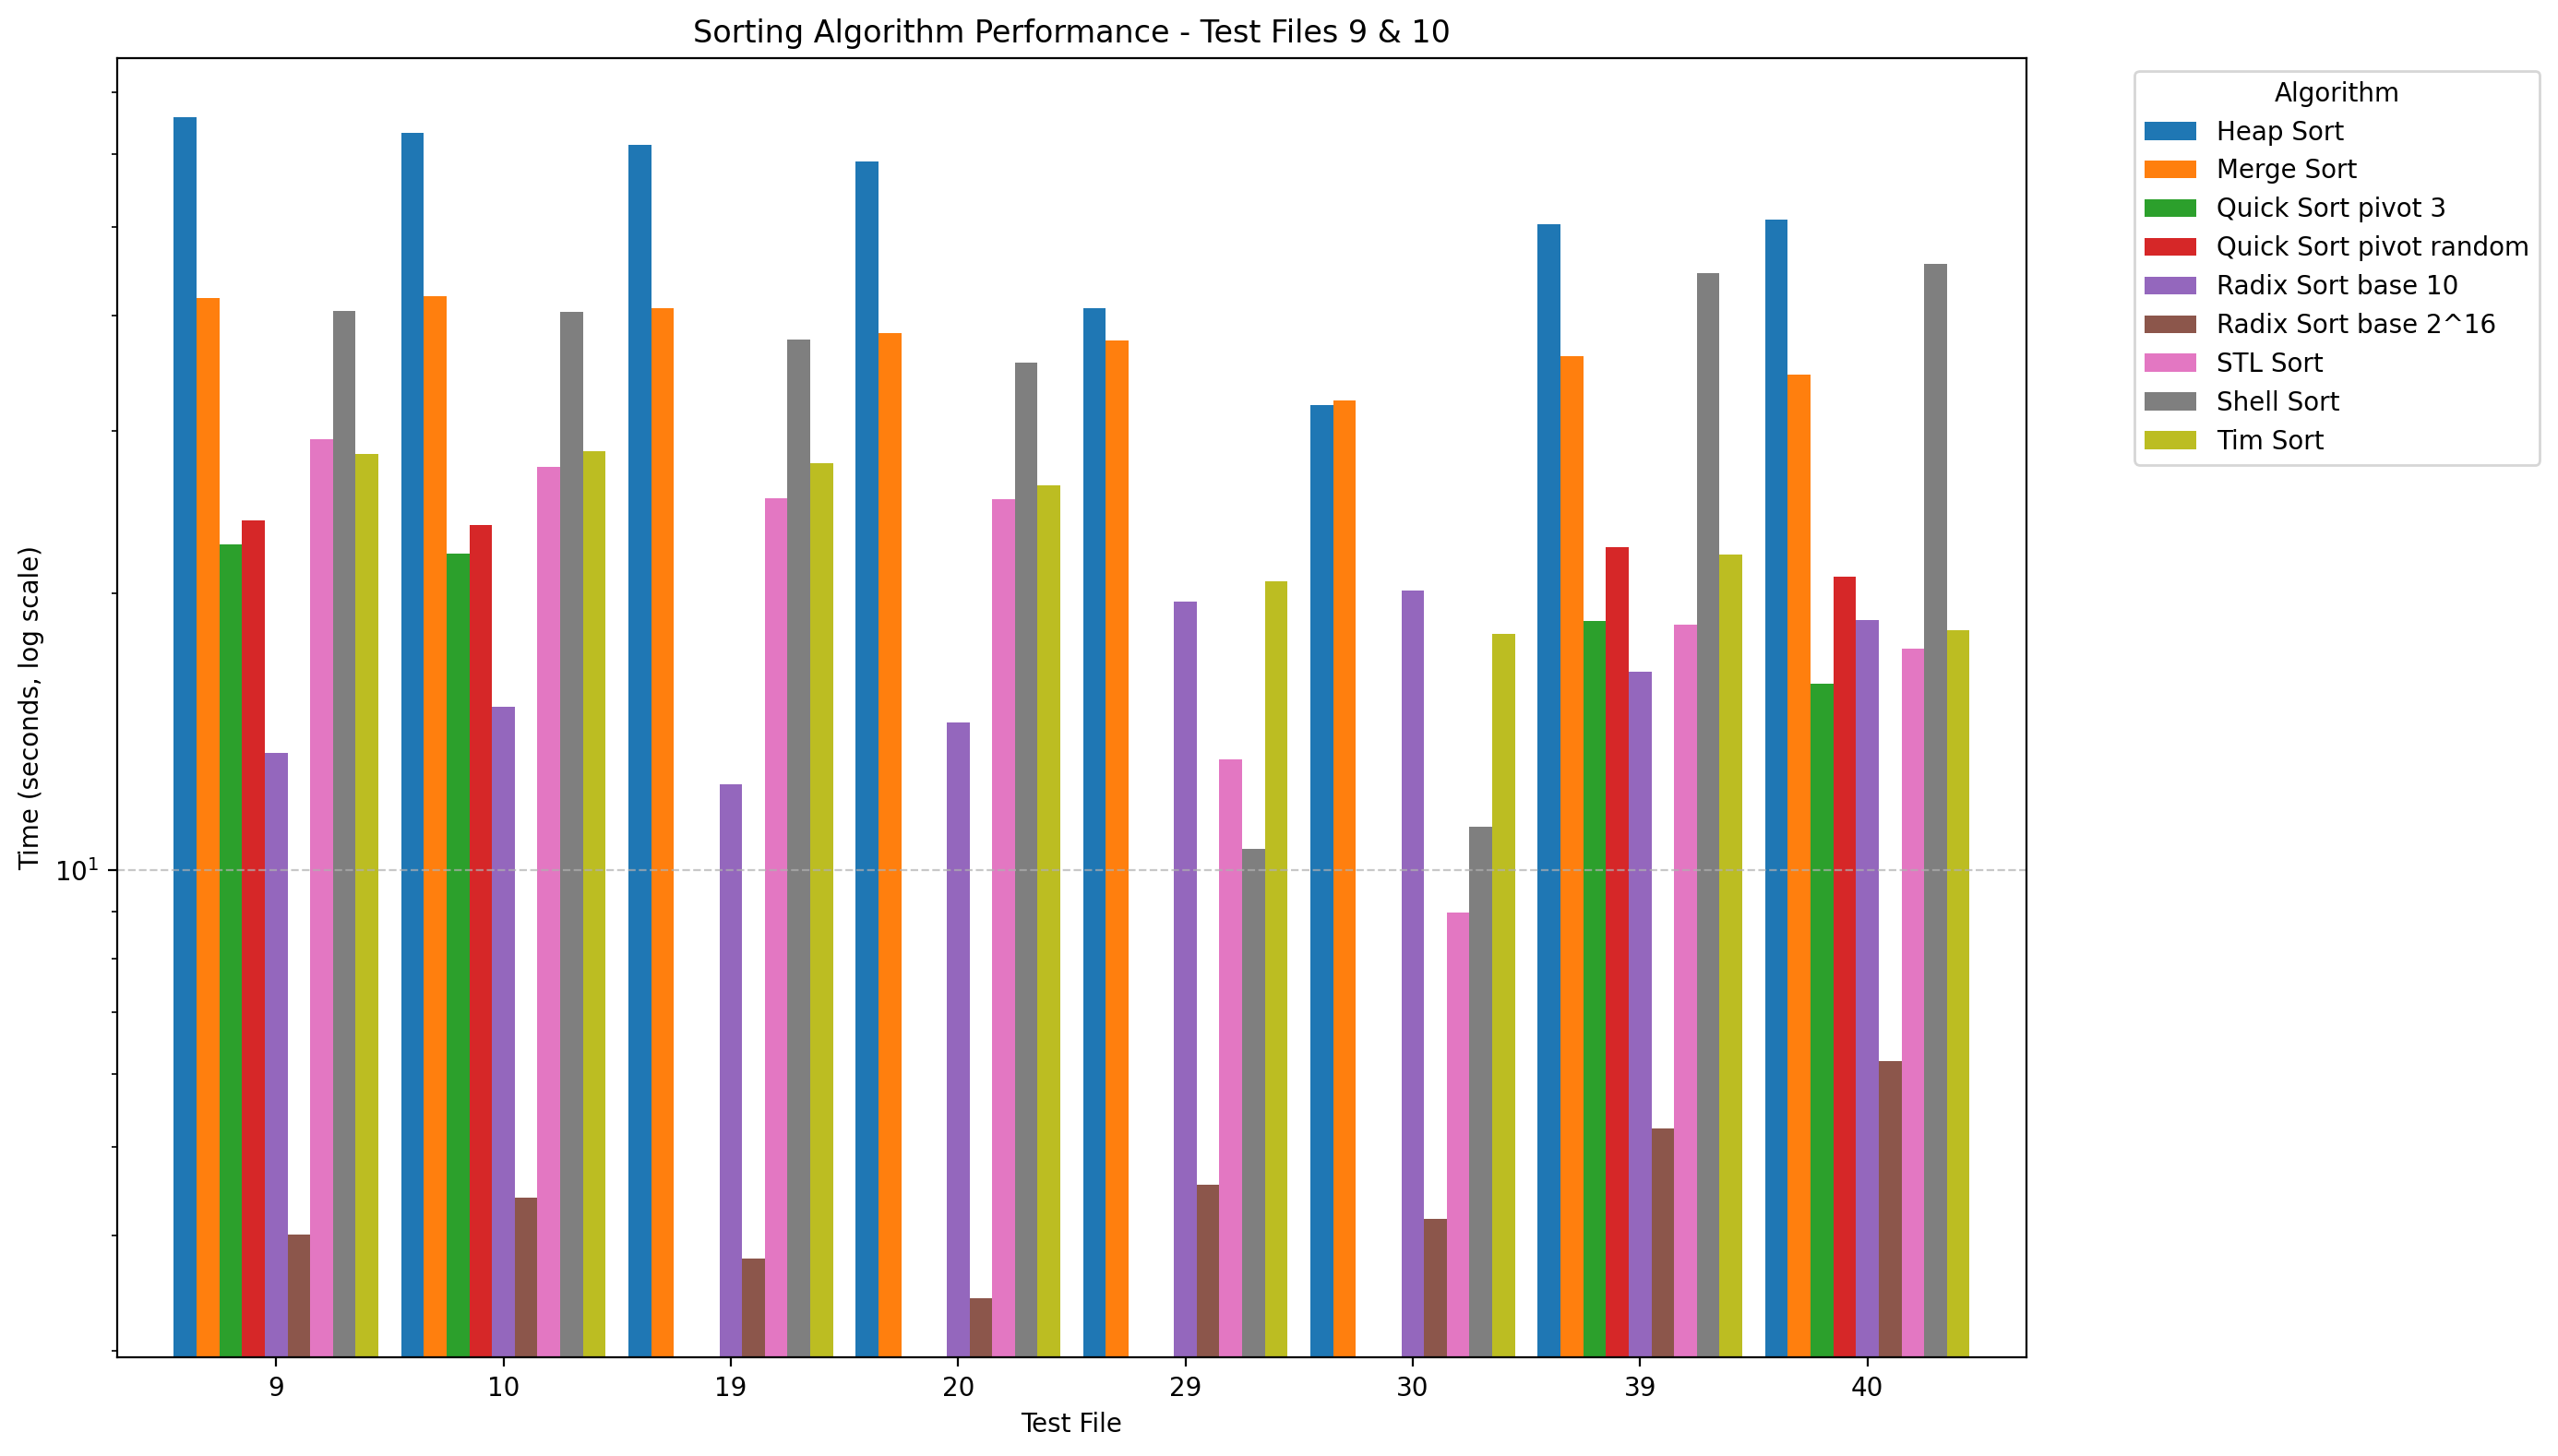 Sorting Algorithm Performance - Test Files 9 & 10
Time (seconds, log scale)
10¹
9
10
19
20
29
30
39
40
Test File
Algorithm
Heap Sort
Merge Sort
Quick Sort pivot 3
Quick Sort pivot random
Radix Sort base 10
Radix Sort base 2^16
STL Sort
Shell Sort
Tim Sort